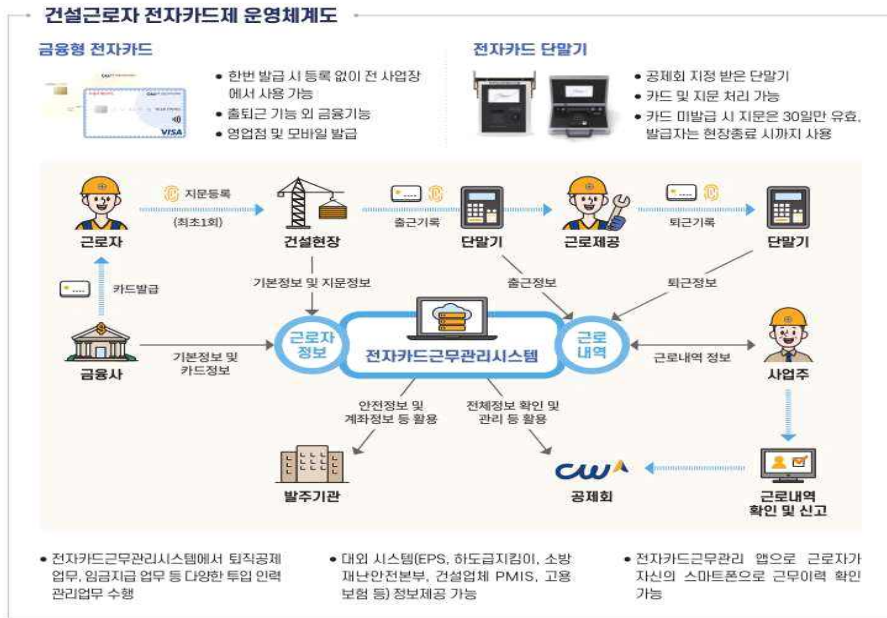 건설근로자 전자카드제 운영체계도
금융형 전자카드
• 한번 발급 시 등록 없이 전 사업장
에서 사용 가능
• 출퇴근 기능 외 금융기능
• 영업점 및 모바일 발급
VISA
전자카드 단말기
• 공제회 지정 받은 단말기
• 카드 및 지문 처리 가능
• 카드 미발급 시 지문은 30일만 유효,
발급자는 현장종료 시까지 사용
지문등록
(최초1회)
출근기록
퇴근기록
근로자
건설현장
단말기
근로제공
단말기
카드발급
기본정보 및 지문정보
출근정보
퇴근정보
금융사
기본정보 및
카드정보
근로자
정보
전자카드근무관리시스템
근로
내역
근로내역 정보
사업주
안전정보 및
계좌정보 등 활용
전체정보 확인 및
관리 등 활용
발주기관
cw
공제회
근로내역
확인 및 신고
• 전자카드근무관리시스템에서 퇴직공제
업무, 임금지급 업무 등 다양한 투입 인력
관리업무 수행
• 대외 시스템(EPS, 하도급지킴이, 소방
재난안전본부, 건설업체 PMIS, 고용
보험 등) 정보제공 가능
• 전자카드근무관리 앱으로 근로자가
자신의 스마트폰으로 근무이력 확인
가능